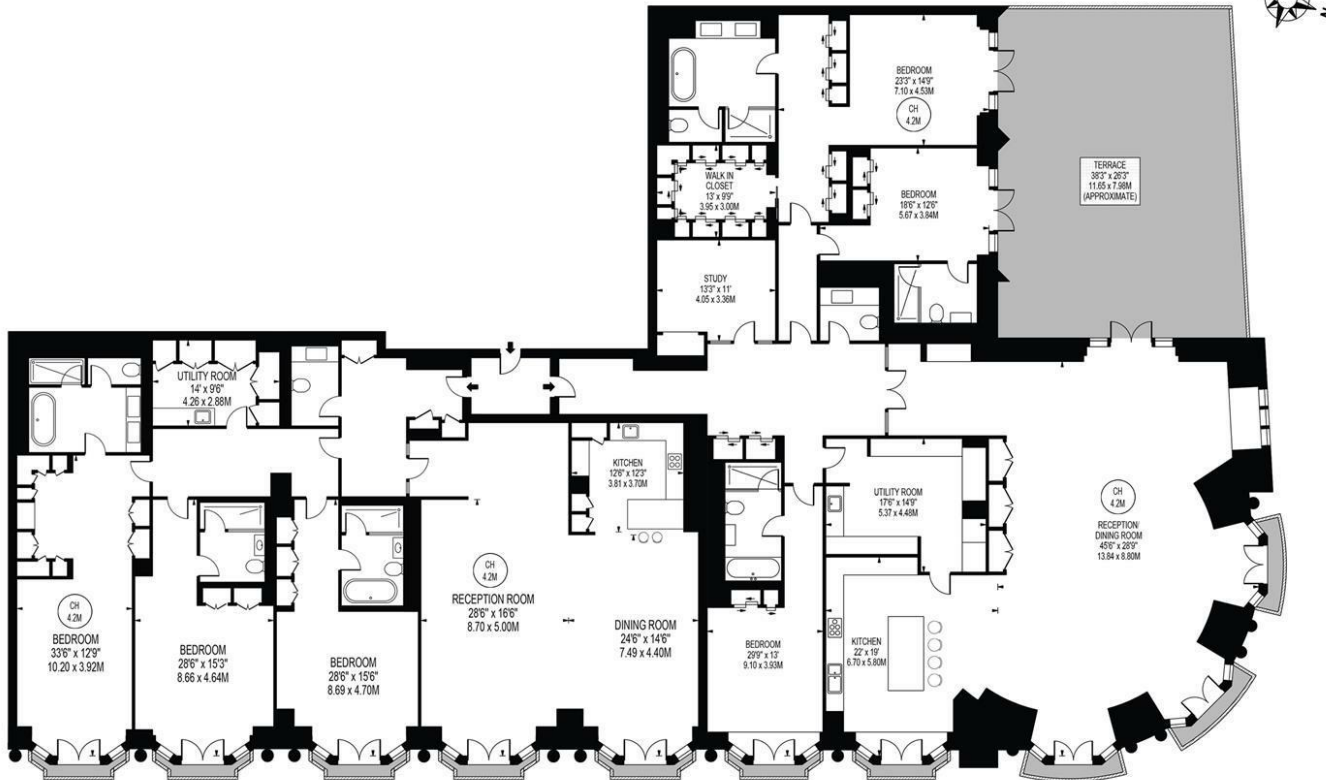 N
BEDROOM
23'3" x 14'9"
7.10 x 4.53M
CH
4.2M
TERRACE
38'3" x 26'3"
11.65 x 7.98M
(APPROXIMATE)
WALK IN
CLOSET
13' x 9'9"
3.95 x 3.00M
BEDROOM
18'6" x 12'6"
5.67 x 3.84M
STUDY
13'3" x 11'
4.05 x 3.36M
UTILITY ROOM
14' x 9'6"
4.26 x 2.88M
KITCHEN
12'6" x 12'3"
3.81 x 3.70M
UTILITY ROOM
17'6" x 14'9"
5.37 x 4.48M
CH
4.2M
RECEPTION/
DINING ROOM
45'6" x 28'9"
13.84 x 8.80M
CH
4.2M
RECEPTION ROOM
28'6" x 16'6"
8.70 x 5.00M
DINING ROOM
24'6" x 14'6"
7.49 x 4.40M
CH
4.2M
BEDROOM
33'6" x 12'9"
10.20 x 3.92M
BEDROOM
28'6" x 15'3"
8.66 x 4.64M
BEDROOM
28'6" x 15'6"
8.69 x 4.70M
BEDROOM
29'9" x 13'
9.10 x 3.93M
KITCHEN
22' x 19'
6.70 x 5.80M